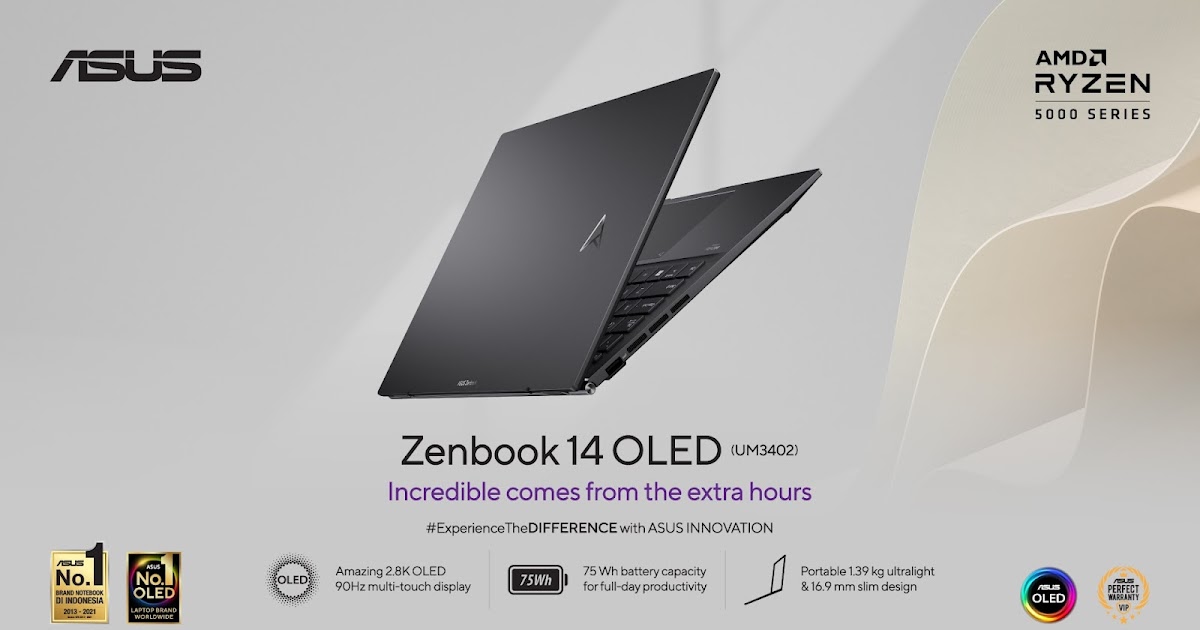 ASUS
AMD
RYZEN
5000 SERIES
Zenbook 14 OLED (UM3402)
Incredible comes from the extra hours
#ExperienceTheDIFFERENCE with ASUS INNOVATION
ASUS
No.1
BRAND NOTEBOOK
DI INDONESIA
2013 - 2021
ASUS
No.1
OLED
LAPTOP BRAND
WORLDWIDE
OLED
Amazing 2.8K OLED
90Hz multi-touch display
75Wh
75 Wh battery capacity
for full-day productivity
Portable 1.39 kg ultralight
& 16.9 mm slim design
ASUS
OLED
ASUS
PERFECT
WARRANTY
VIP